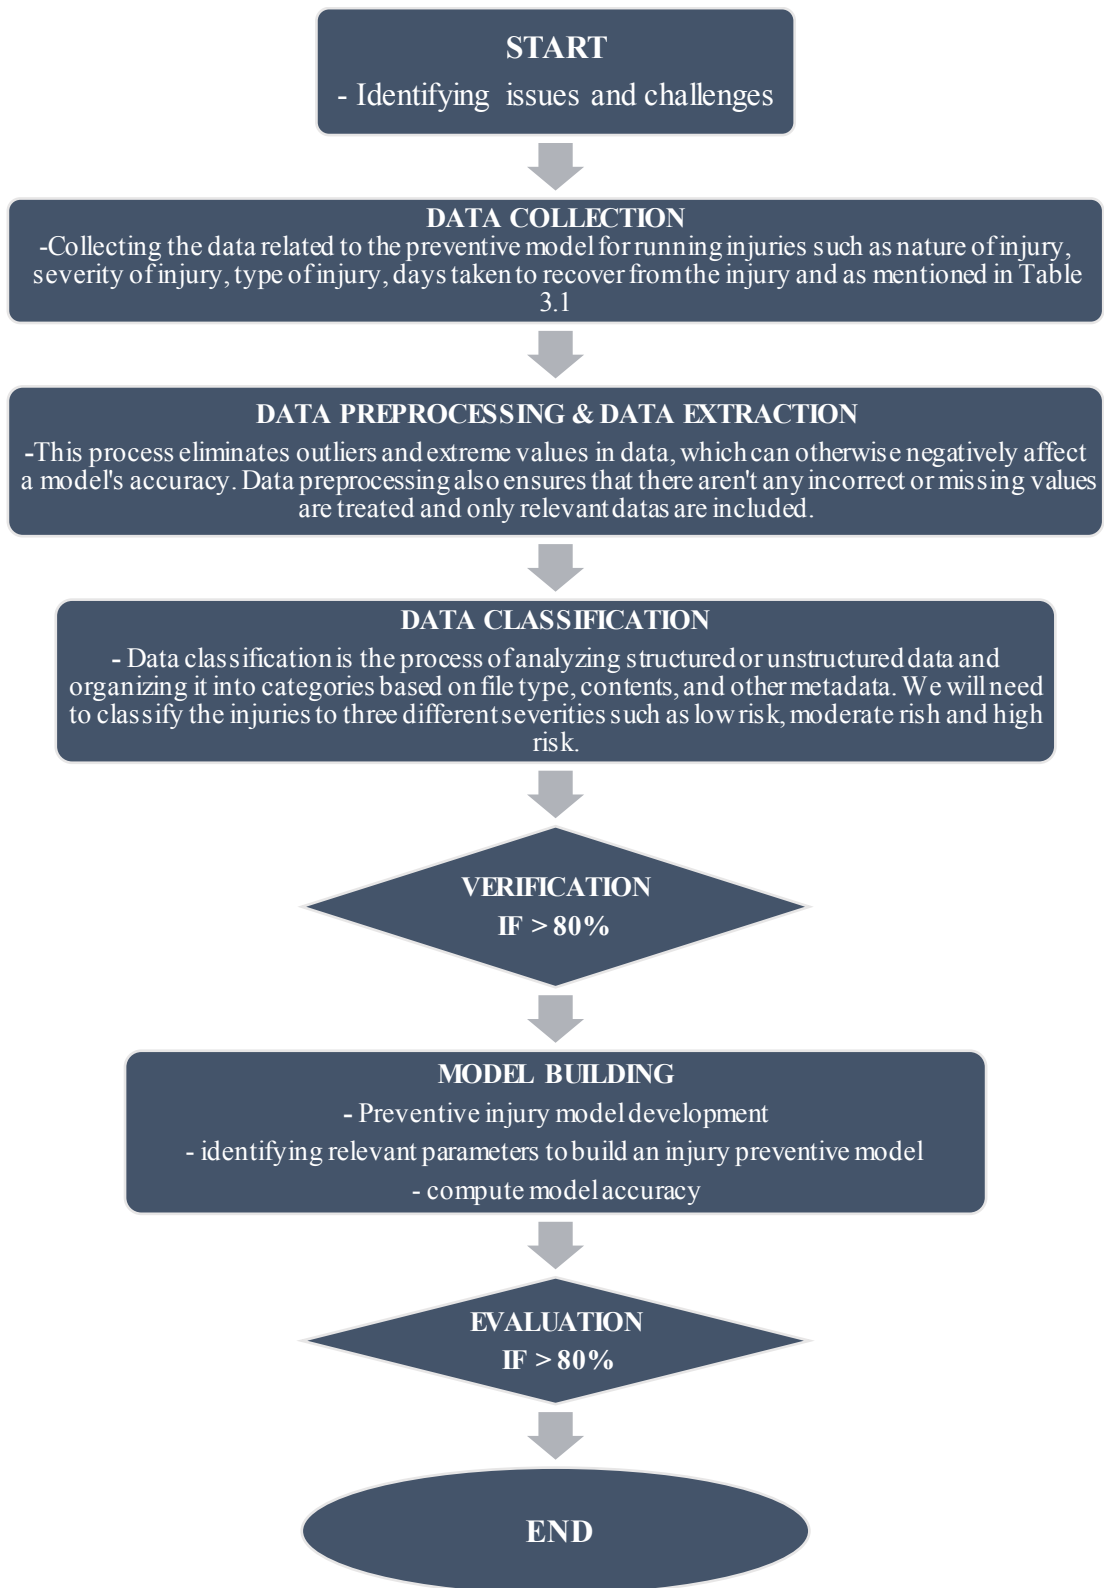 START
- Identifying issues and challenges
DATA COLLECTION
-Collecting the data related to the preventive model for running injuries such as nature of injury,
severity of injury, type of injury, days taken to recover from the injury and as mentioned in Table
3.1
DATA PREPROCESSING & DATA EXTRACTION
-This process eliminates outliers and extreme values in data, which can otherwise negatively affect
a model's accuracy. Data preprocessing also ensures that there aren't any incorrect or missing values
are treated and only relevant datas are included.
DATA CLASSIFICATION
- Data classification is the process of analyzing structured or unstructured data and
organizing it into categories based on file type, contents, and other metadata. We will need
to classify the injuries to three different severities such as low risk, moderate rish and high
risk.
VERIFICATION
IF > 80%
MODEL BUILDING
- Preventive injury model development
- identifying relevant parameters to build an injury preventive model
- compute model accuracy
EVALUATION
IF > 80%
END